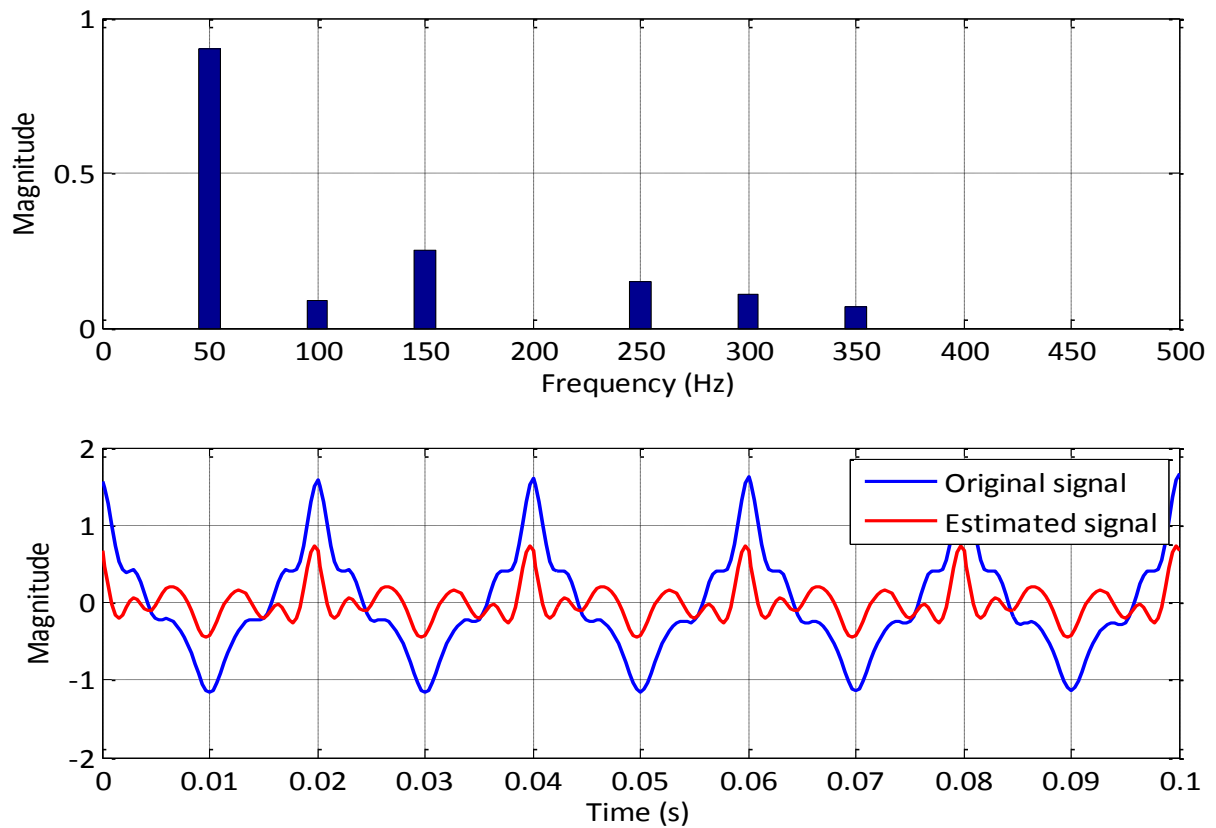 1
0.5
0
Magnitude
0 50 100 150 200 250 300 350 400 450 500
Frequency (Hz)
2
1
0
-1
-2
Magnitude
Original signal
Estimated signal
0 0.01 0.02 0.03 0.04 0.05 0.06 0.07 0.08 0.09 0.1
Time (s)